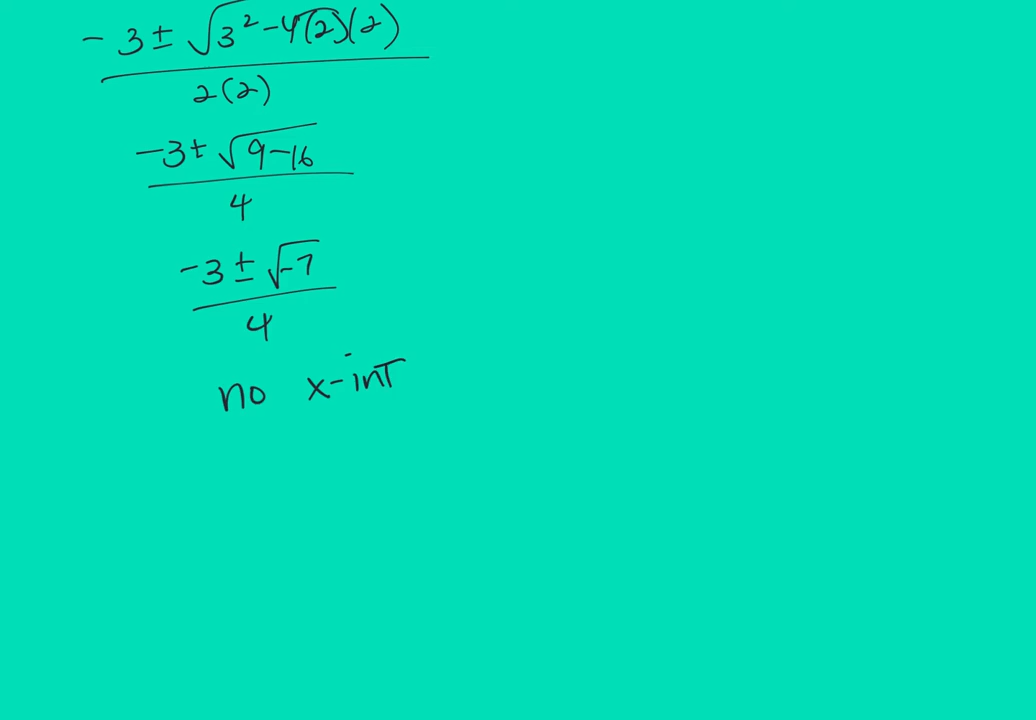 -3 ± √3² - 4(2)(2)
2(2)
-3 ± √9-16
4
-3 ± √-7
4
no x-int